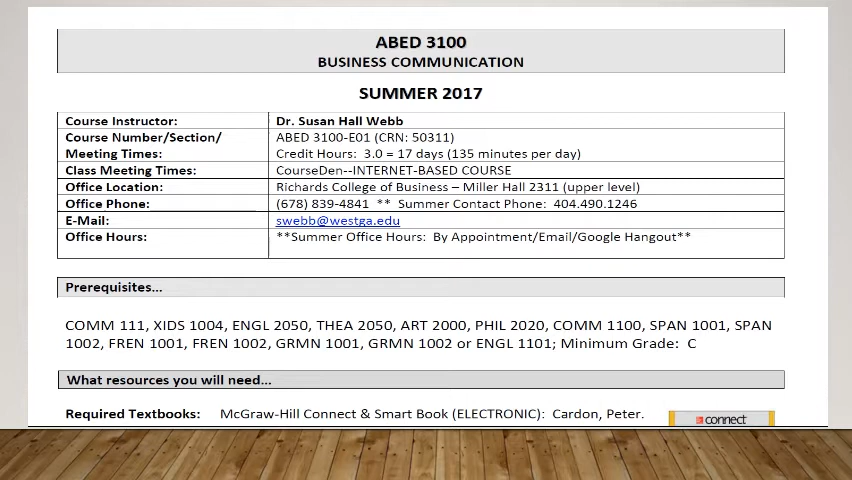 ABED 3100
BUSINESS COMMUNICATION
SUMMER 2017
Course Instructor: Dr. Susan Hall Webb
Course Number/Section/ ABED 3100-E01 (CRN: 50311)
Meeting Times: Credit Hours: 3.0 = 17 days (135 minutes per day)
Class Meeting Times: CourseDen--INTERNET-BASED COURSE
Office Location: Richards College of Business – Miller Hall 2311 (upper level)
Office Phone: (678) 839-4841 ** Summer Contact Phone: 404.490.1246
E-Mail: swebb@westga.edu
Office Hours: **Summer Office Hours: By Appointment/Email/Google Hangout**
Prerequisites...
COMM 111, XIDS 1004, ENGL 2050, THEA 2050, ART 2000, PHIL 2020, COMM 1100, SPAN 1001, SPAN
1002, FREN 1001, FREN 1002, GRMN 1001, GRMN 1002 or ENGL 1101; Minimum Grade: C
What resources you will need...
Required Textbooks: McGraw-Hill Connect & Smart Book (ELECTRONIC): Cardon, Peter.
connect